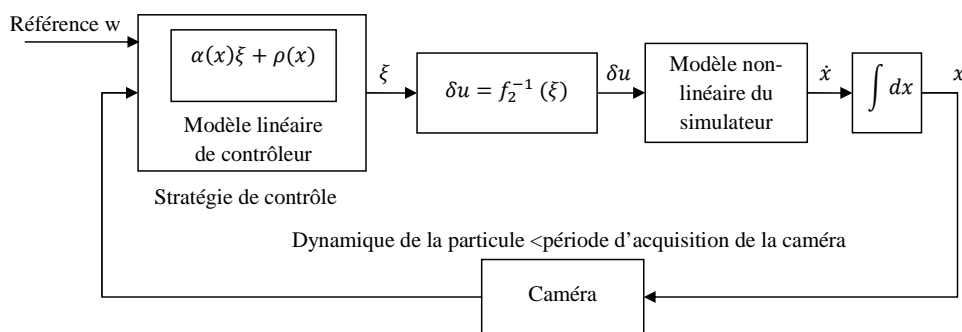 Référence w
α(x)ξ + ρ(x)
Modèle linéaire
de contrôleur
ξ
δu = f₂⁻¹ (ξ)
δu
Modèle non-
linéaire du
simulateur
ẋ
∫ dx
x
Stratégie de contrôle
Dynamique de la particule <période d’acquisition de la caméra
Caméra